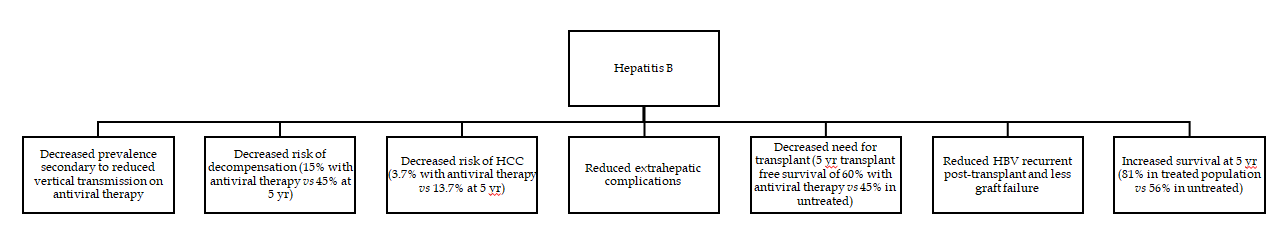 Hepatitis B
Decreased prevalence
secondary to reduced
vertical transmission on
antiviral therapy
Decreased risk of
decompensation (15% with
antiviral therapy vs 45% at
5 yr)
Decreased risk of HCC
(3.7% with antiviral therapy
vs 13.7% at 5 yr)
Reduced extrahepatic
complications
Decreased need for
transplant (5 yr transplant
free survival of 60% with
antiviral therapy vs 45% in
untreated)
Reduced HBV recurrent
post-transplant and less
graft failure
Increased survival at 5 yr
(81% in treated population
vs 56% in untreated)